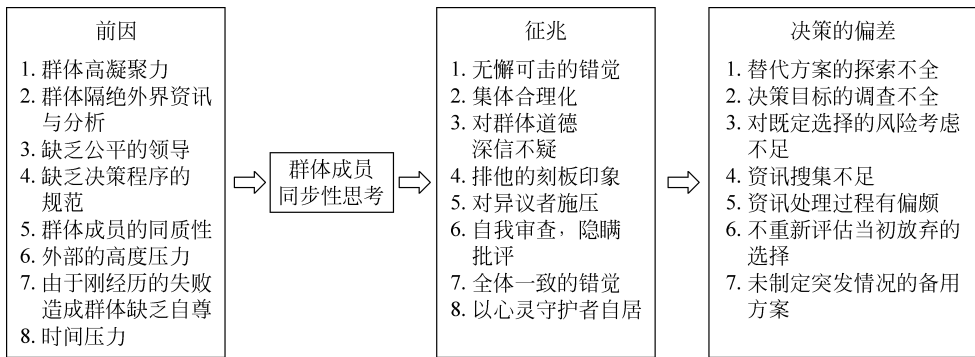 前因
1. 群体高凝聚力
2. 群体隔绝外界资讯
与分析
3. 缺乏公平的领导
4. 缺乏决策程序的
规范
5. 群体成员的同质性
6. 外部的高度压力
7. 由于刚经历的失败
造成群体缺乏自尊
8. 时间压力
群体成员
同步性思考
征兆
1. 无懈可击的错觉
2. 集体合理化
3. 对群体道德
深信不疑
4. 排他的刻板印象
5. 对异议者施压
6. 自我审查，隐瞒
批评
7. 全体一致的错觉
8. 以心灵守护者自居
决策的偏差
1. 替代方案的探索不全
2. 决策目标的调查不全
3. 对既定选择的风险考虑
不足
4. 资讯搜集不足
5. 资讯处理过程有偏颇
6. 不重新评估当初放弃的
选择
7. 未制定突发情况的备用
方案